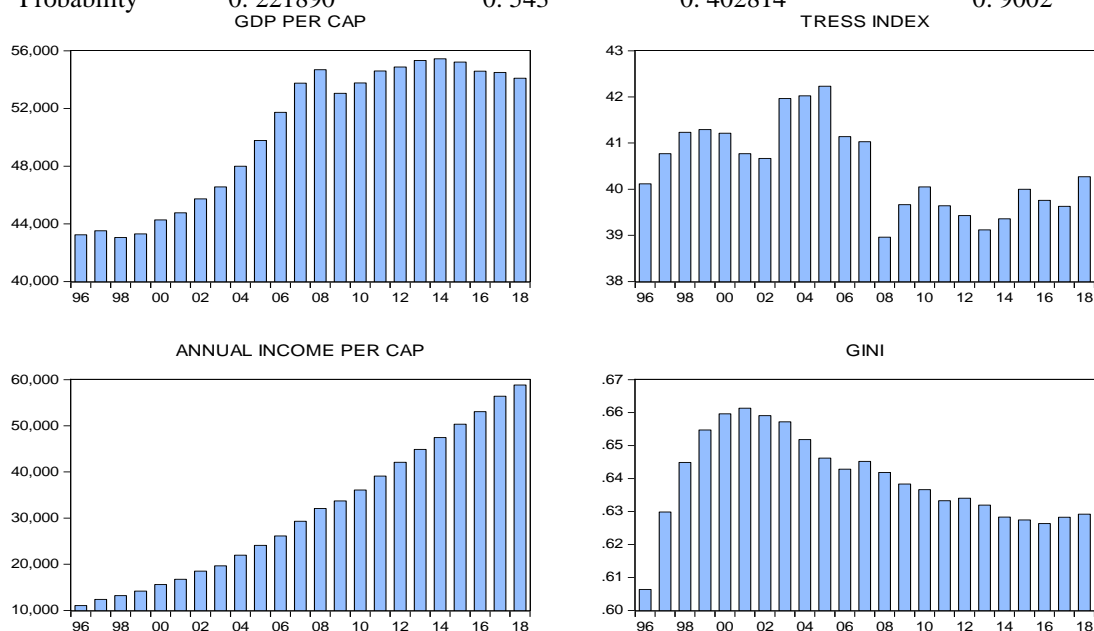 Probability 0. 221890 0. 543 0. 402814 0. 9002
GDP PER CAP
56,000
52,000
48,000
44,000
40,000
96 98 00 02 04 06 08 10 12 14 16 18
TRESS INDEX
43
42
41
40
39
38
96 98 00 02 04 06 08 10 12 14 16 18
ANNUAL INCOME PER CAP
60,000
50,000
40,000
30,000
20,000
10,000
96 98 00 02 04 06 08 10 12 14 16 18
GINI
.67
.66
.65
.64
.63
.62
.61
.60
96 98 00 02 04 06 08 10 12 14 16 18